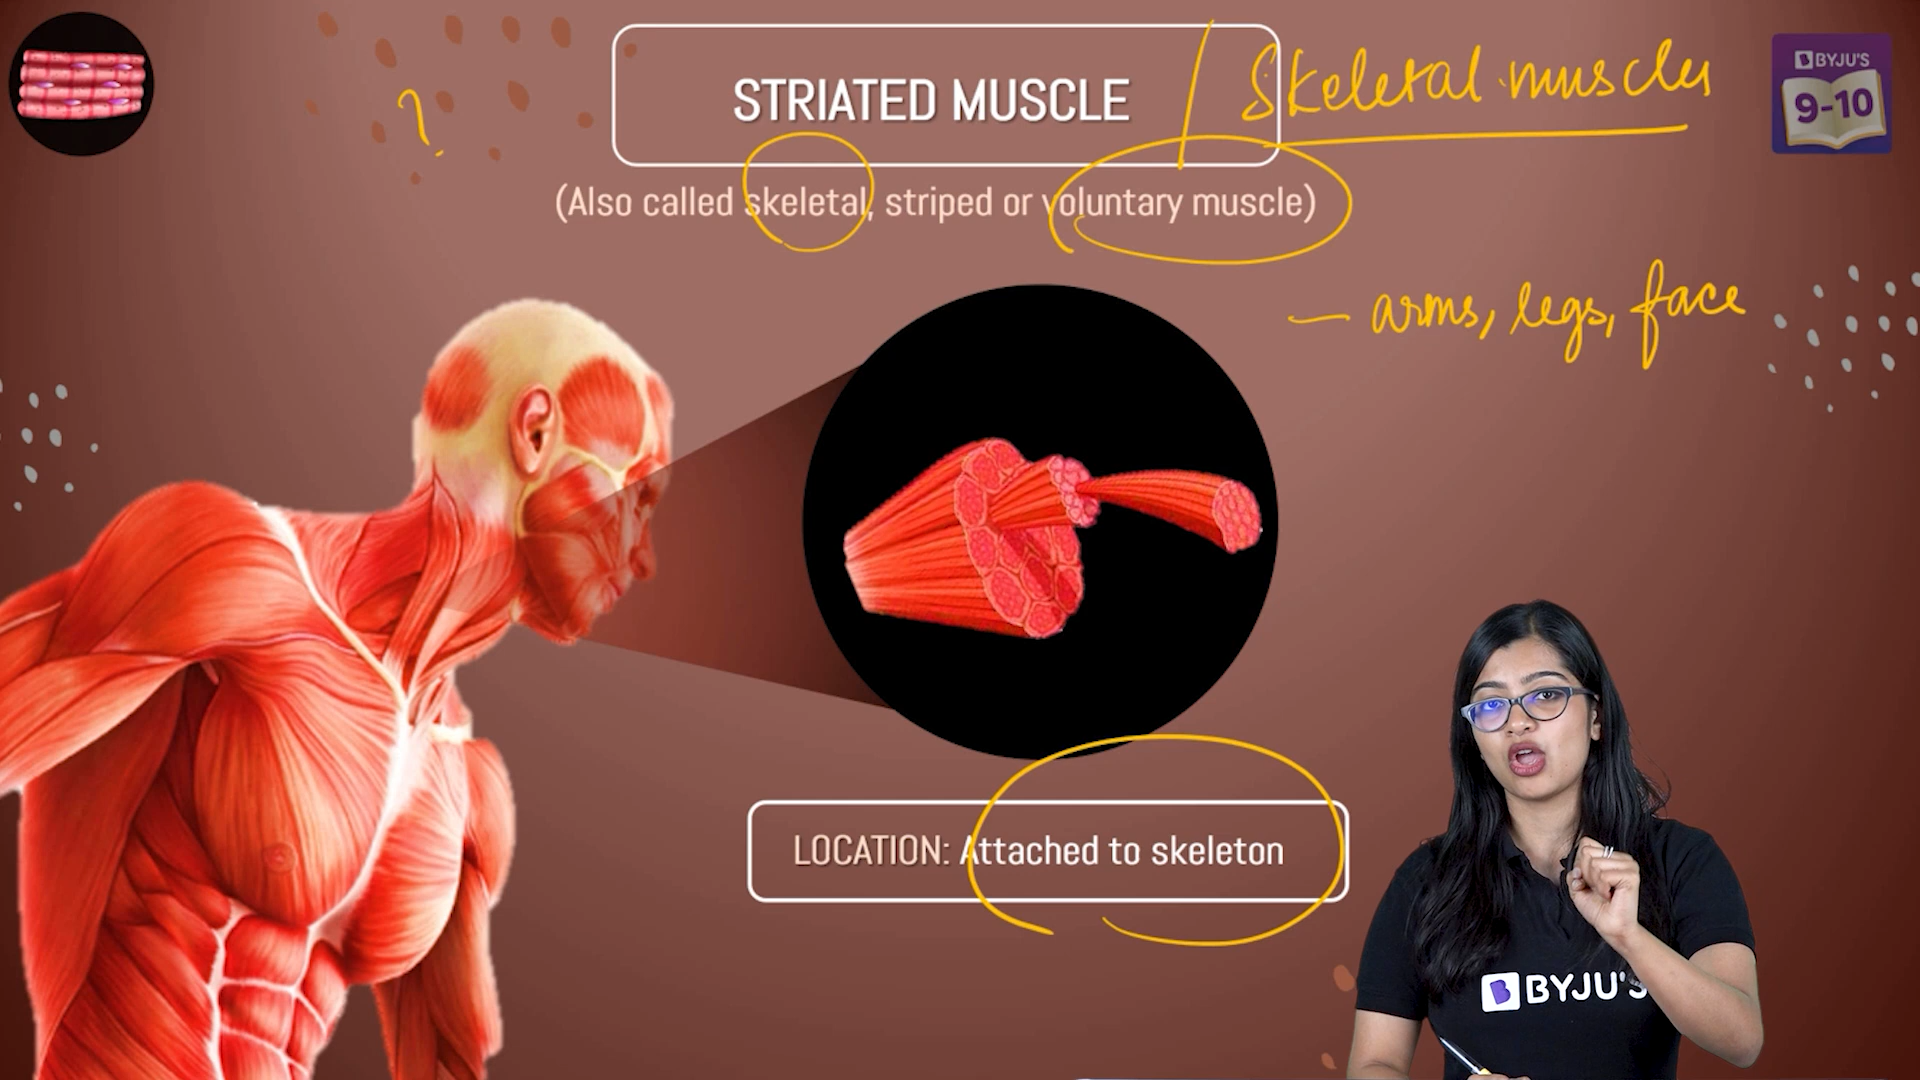 STRIATED MUSCLE / Skeletal muscles
BYJU'S
9-10
?
(Also called skeletal, striped or voluntary muscle)
— arms, legs, face
LOCATION: Attached to skeleton
BYJU'S